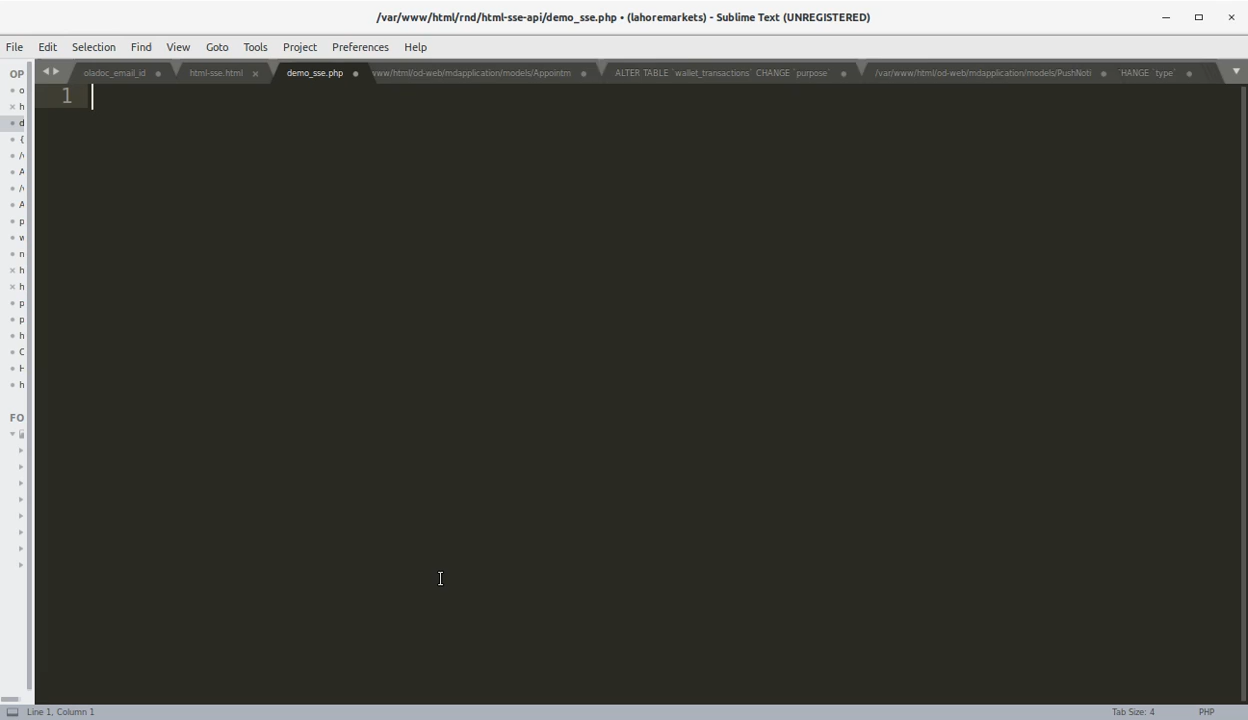 /var/www/html/rnd/html-sse-api/demo_sse.php • (lahoremarkets) - Sublime Text (UNREGISTERED)
File Edit Selection Find View Goto Tools Project Preferences Help
oladoc_email_id html-sse.html demo_sse.php www/html/od-web/mdapplication/models/Appointm ALTER TABLE `wallet_transactions` CHANGE `purpose` /var/www/html/od-web/mdapplication/models/PushNoti HANGE `type`
OP
o
h
d
{
/v
A
/v
A
p
w
n
h
h
p
p
h
C
H
h
FO
1
Line 1, Column 1
Tab Size: 4 PHP